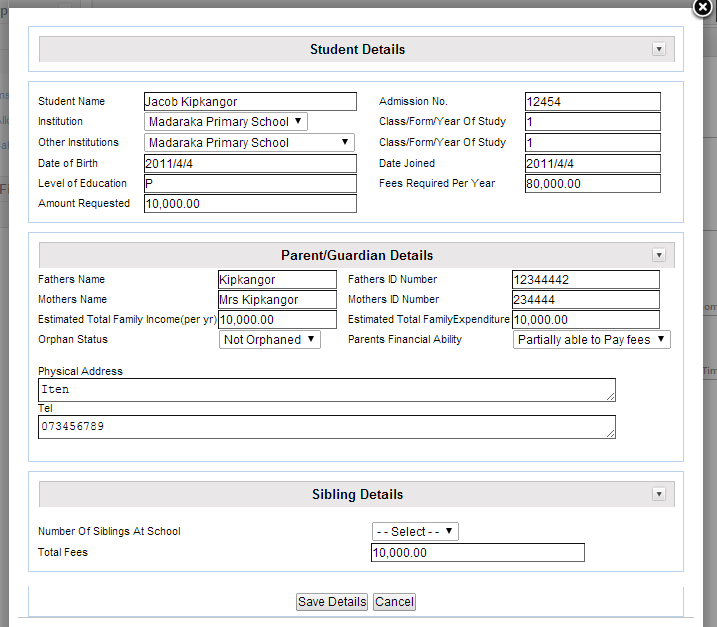 Student Details
Student Name Jacob Kipkangor Admission No. 12454
Institution Madaraka Primary School Class/Form/Year Of Study 1
Other Institutions Madaraka Primary School Class/Form/Year Of Study 1
Date of Birth 2011/4/4 Date Joined 2011/4/4
Level of Education P Fees Required Per Year 80,000.00
Amount Requested 10,000.00
Parent/Guardian Details
Fathers Name Kipkangor Fathers ID Number 12344442
Mothers Name Mrs Kipkangor Mothers ID Number 234444
Estimated Total Family Income(per yr) 10,000.00 Estimated Total FamilyExpenditure 10,000.00
Orphan Status Not Orphaned Parents Financial Ability Partially able to Pay fees
Physical Address
Iten
Tel
073456789
Sibling Details
Number Of Siblings At School - - Select - -
Total Fees 10,000.00
Save Details Cancel